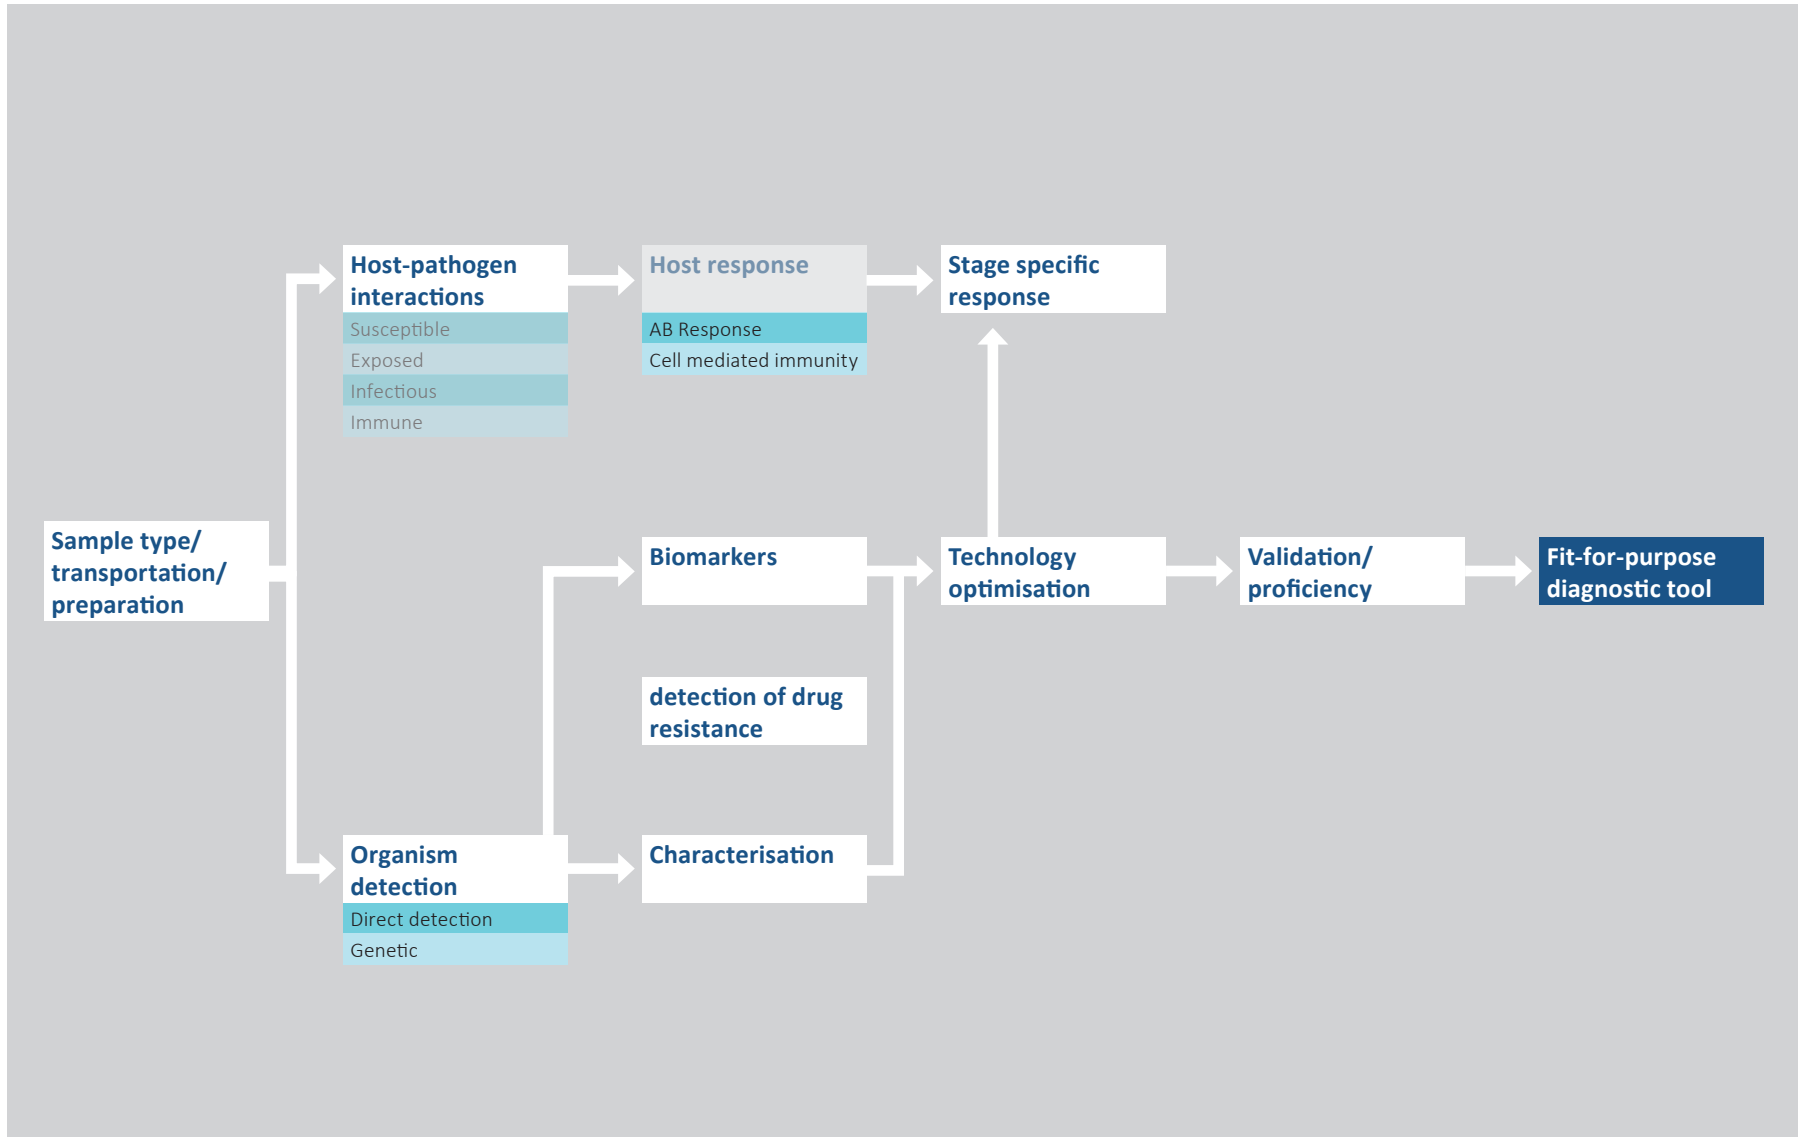 Host-pathogen
interactions
Susceptible
Exposed
Infectious
Immune
Host response
AB Response
Cell mediated immunity
Stage specific
response
Sample type/
transportation/
preparation
Biomarkers
Technology
optimisation
Validation/
proficiency
Fit-for-purpose
diagnostic tool
detection of drug
resistance
Organism
detection
Direct detection
Genetic
Characterisation